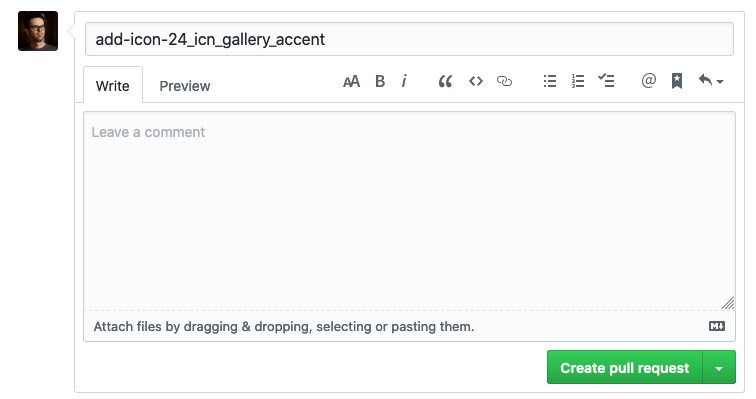 add-icon-24_icn_gallery_accent
Write Preview AA B i @
Leave a comment
Attach files by dragging & dropping, selecting or pasting them. M↓
Create pull request